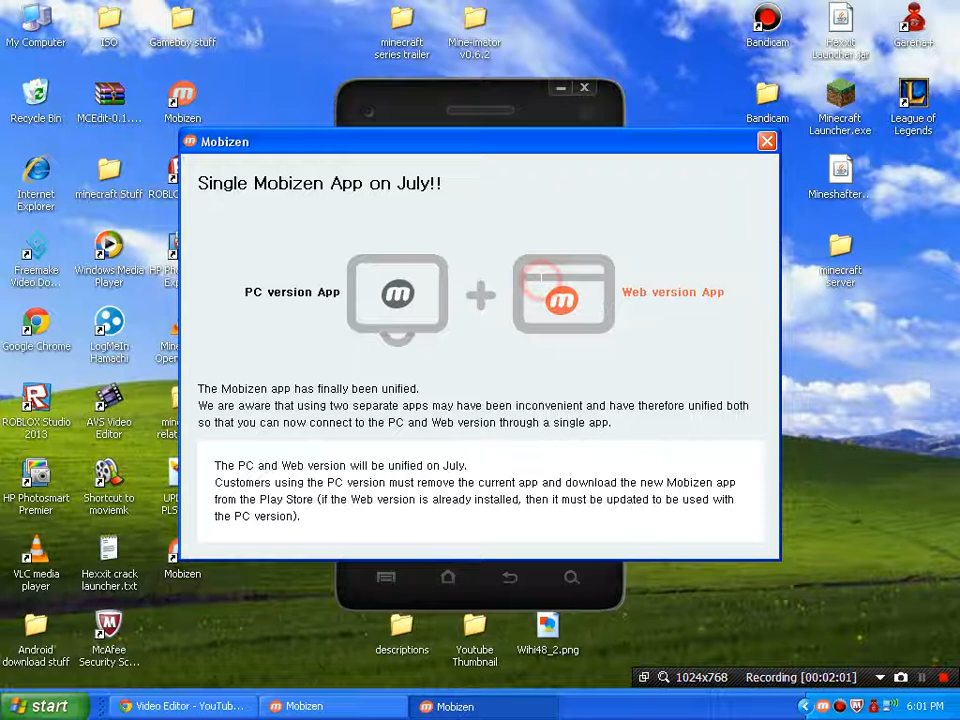 My Computer
ISO
Gameboy stuff
minecraft
series trailer
Mine-imator
v0.6.2
Bandicam
Hexxit
Launcher.jar
Garena+
Recycle Bin
MCEdit-0.1....
Mobizen
Bandicam
Minecraft
Launcher.exe
League of
Legends
Internet
Explorer
minecraft Stuff
ROBLO
Mineshafter...
Freemake
Video Do...
Windows Media
Player
HP P
Ex
minecraft
server
Google Chrome
LogMeIn
Hamachi
Mine
Open
ROBLOX Studio
2013
AVS Video
Editor
min
relat
HP Photosmart
Premier
Shortcut to
moviemk
UPL
PLS
VLC media
player
Hexxit crack
launcher.txt
Mobizen
Android
download stuff
McAfee
Security Sc...
descriptions
Youtube
Thumbnail
Wihi48_2.png
Mobizen
Single Mobizen App on July!!
PC version App
m
+
m
Web version App
The Mobizen app has finally been unified.
We are aware that using two separate apps may have been inconvenient and have therefore unified both
so that you can now connect to the PC and Web version through a single app.
The PC and Web version will be unified on July.
Customers using the PC version must remove the current app and download the new Mobizen app
from the Play Store (if the Web version is already installed, then it must be updated to be used with
the PC version).
1024x768
Recording [00:02:01]
start
Video Editor - YouTub...
Mobizen
Mobizen
6:01 PM